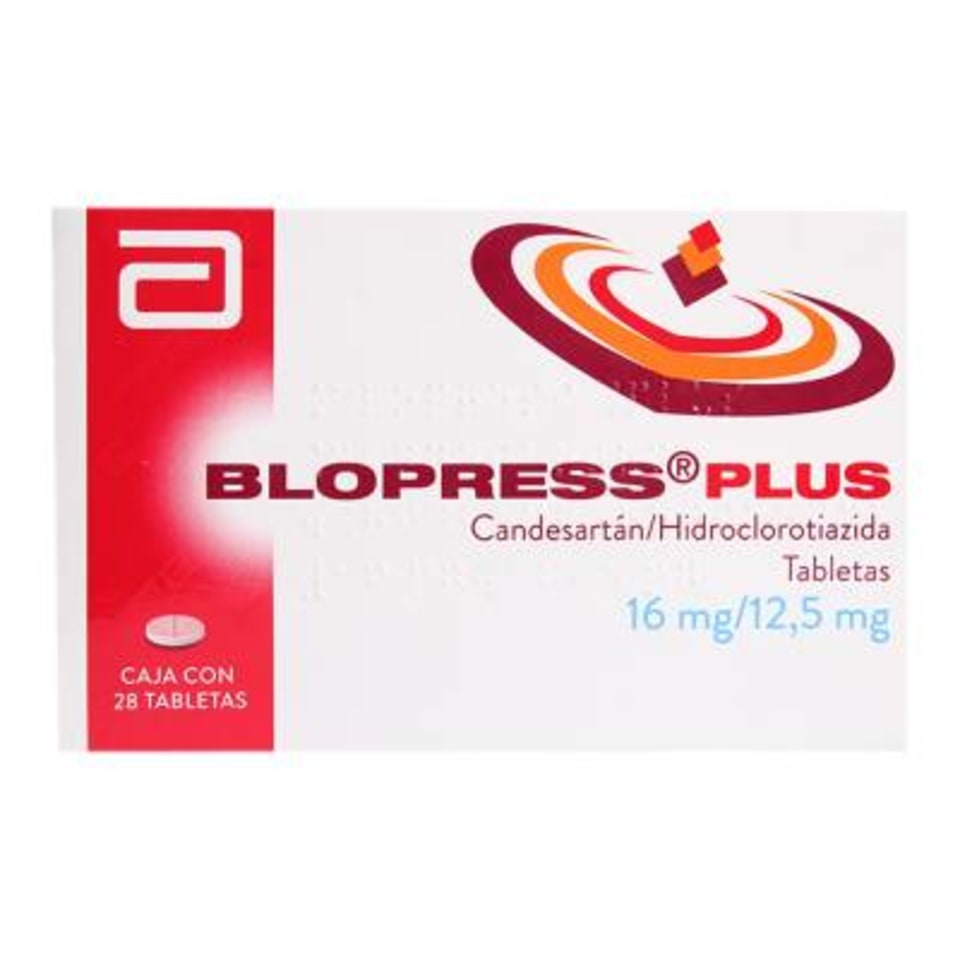 BLOPRESS® PLUS
Candesartán/Hidroclorotiazida
Tabletas
16 mg/12,5 mg
CAJA CON
28 TABLETAS